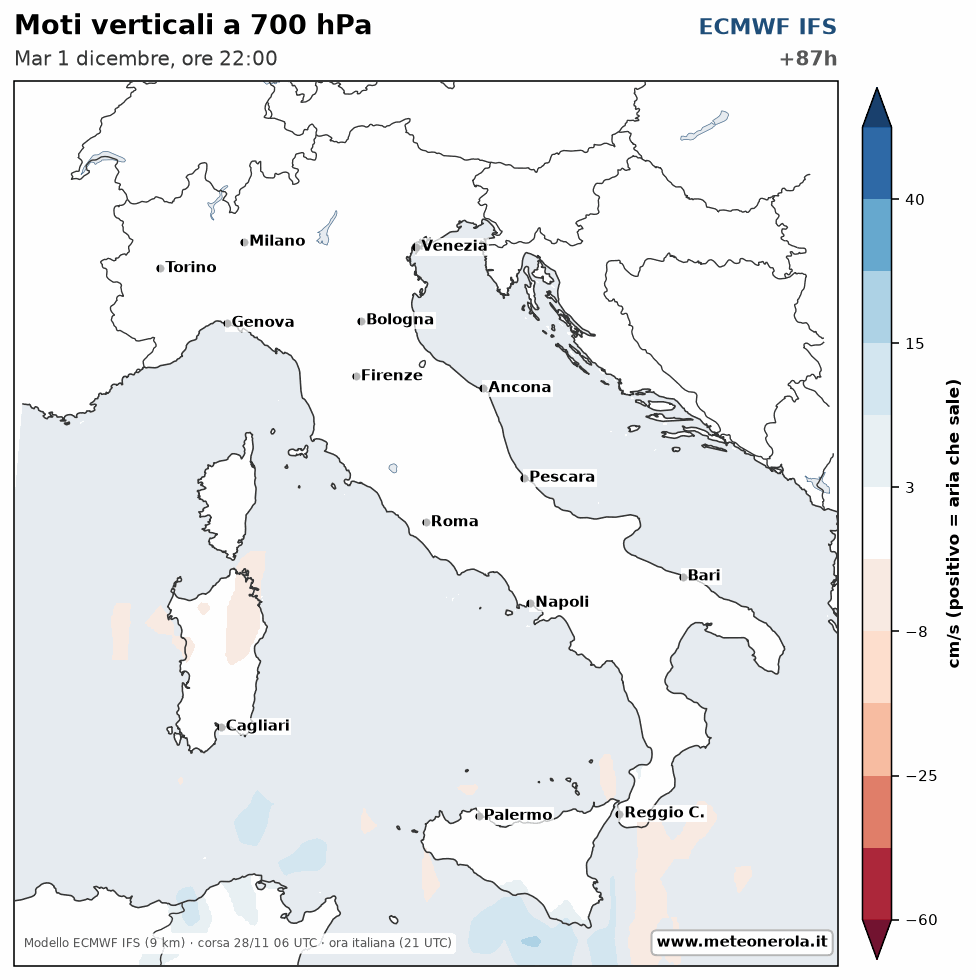 Moti verticali a 700 hPa
ECMWF IFS
Mar 1 dicembre, ore 22:00
+87h
Milano
Venezia
Torino
Genova
Bologna
Firenze
Ancona
Pescara
Roma
Bari
Napoli
Cagliari
Palermo
Reggio C.
40
15
3
−8
−25
−60
cm/s (positivo = aria che sale)
Modello ECMWF IFS (9 km) · corsa 28/11 06 UTC · ora italiana (21 UTC)
www.meteonerola.it